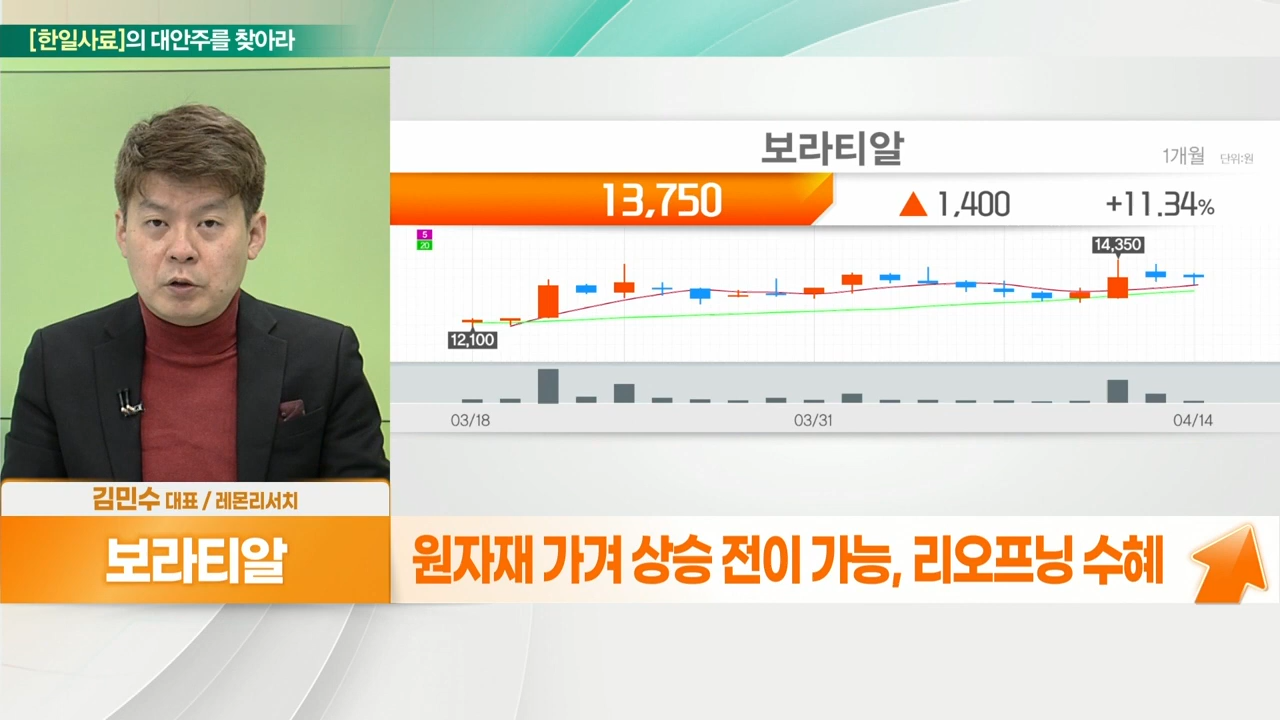 [한일사료]의 대안주를 찾아라
보라티알
1개월 단위:원
13,750 ▲ 1,400 +11.34%
5
20
14,350
12,100
03/18 03/31 04/14
김민수 대표 / 레몬리서치
보라티알
원자재 가겨 상승 전이 가능, 리오프닝 수혜